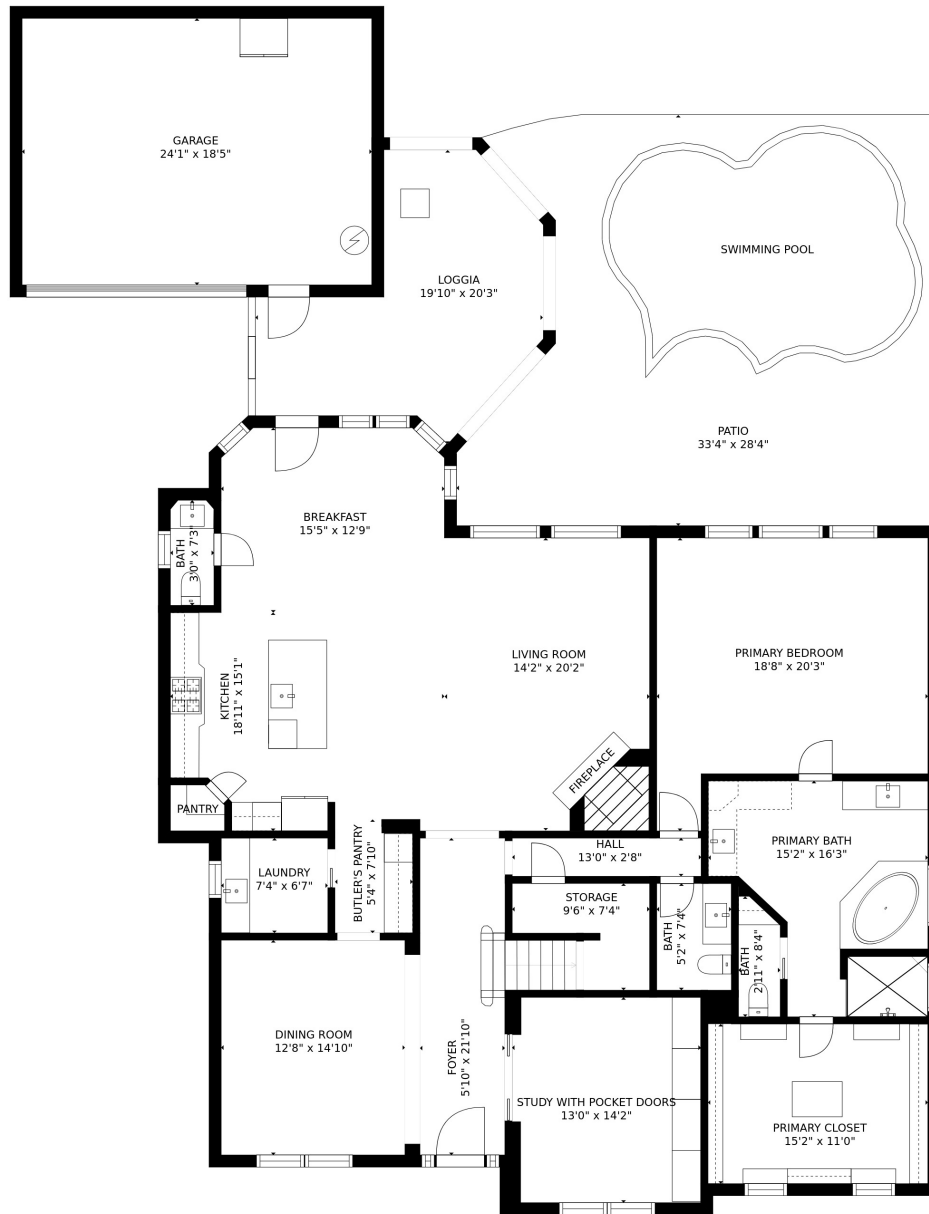 GARAGE
24'1" x 18'5"
SWIMMING POOL
LOGGIA
19'10" x 20'3"
PATIO
33'4" x 28'4"
BREAKFAST
15'5" x 12'9"
BATH
3'0" x 7'3"
LIVING ROOM
14'2" x 20'2"
PRIMARY BEDROOM
18'8" x 20'3"
KITCHEN
18'11" x 15'1"
FIREPLACE
PANTRY
BUTLER'S PANTRY
5'4" x 7'10"
HALL
13'0" x 2'8"
PRIMARY BATH
15'2" x 16'3"
LAUNDRY
7'4" x 6'7"
STORAGE
9'6" x 7'4"
BATH
5'2" x 7'4"
BATH
2'11" x 8'4"
DINING ROOM
12'8" x 14'10"
FOYER
5'10" x 21'10"
STUDY WITH POCKET DOORS
13'0" x 14'2"
PRIMARY CLOSET
15'2" x 11'0"